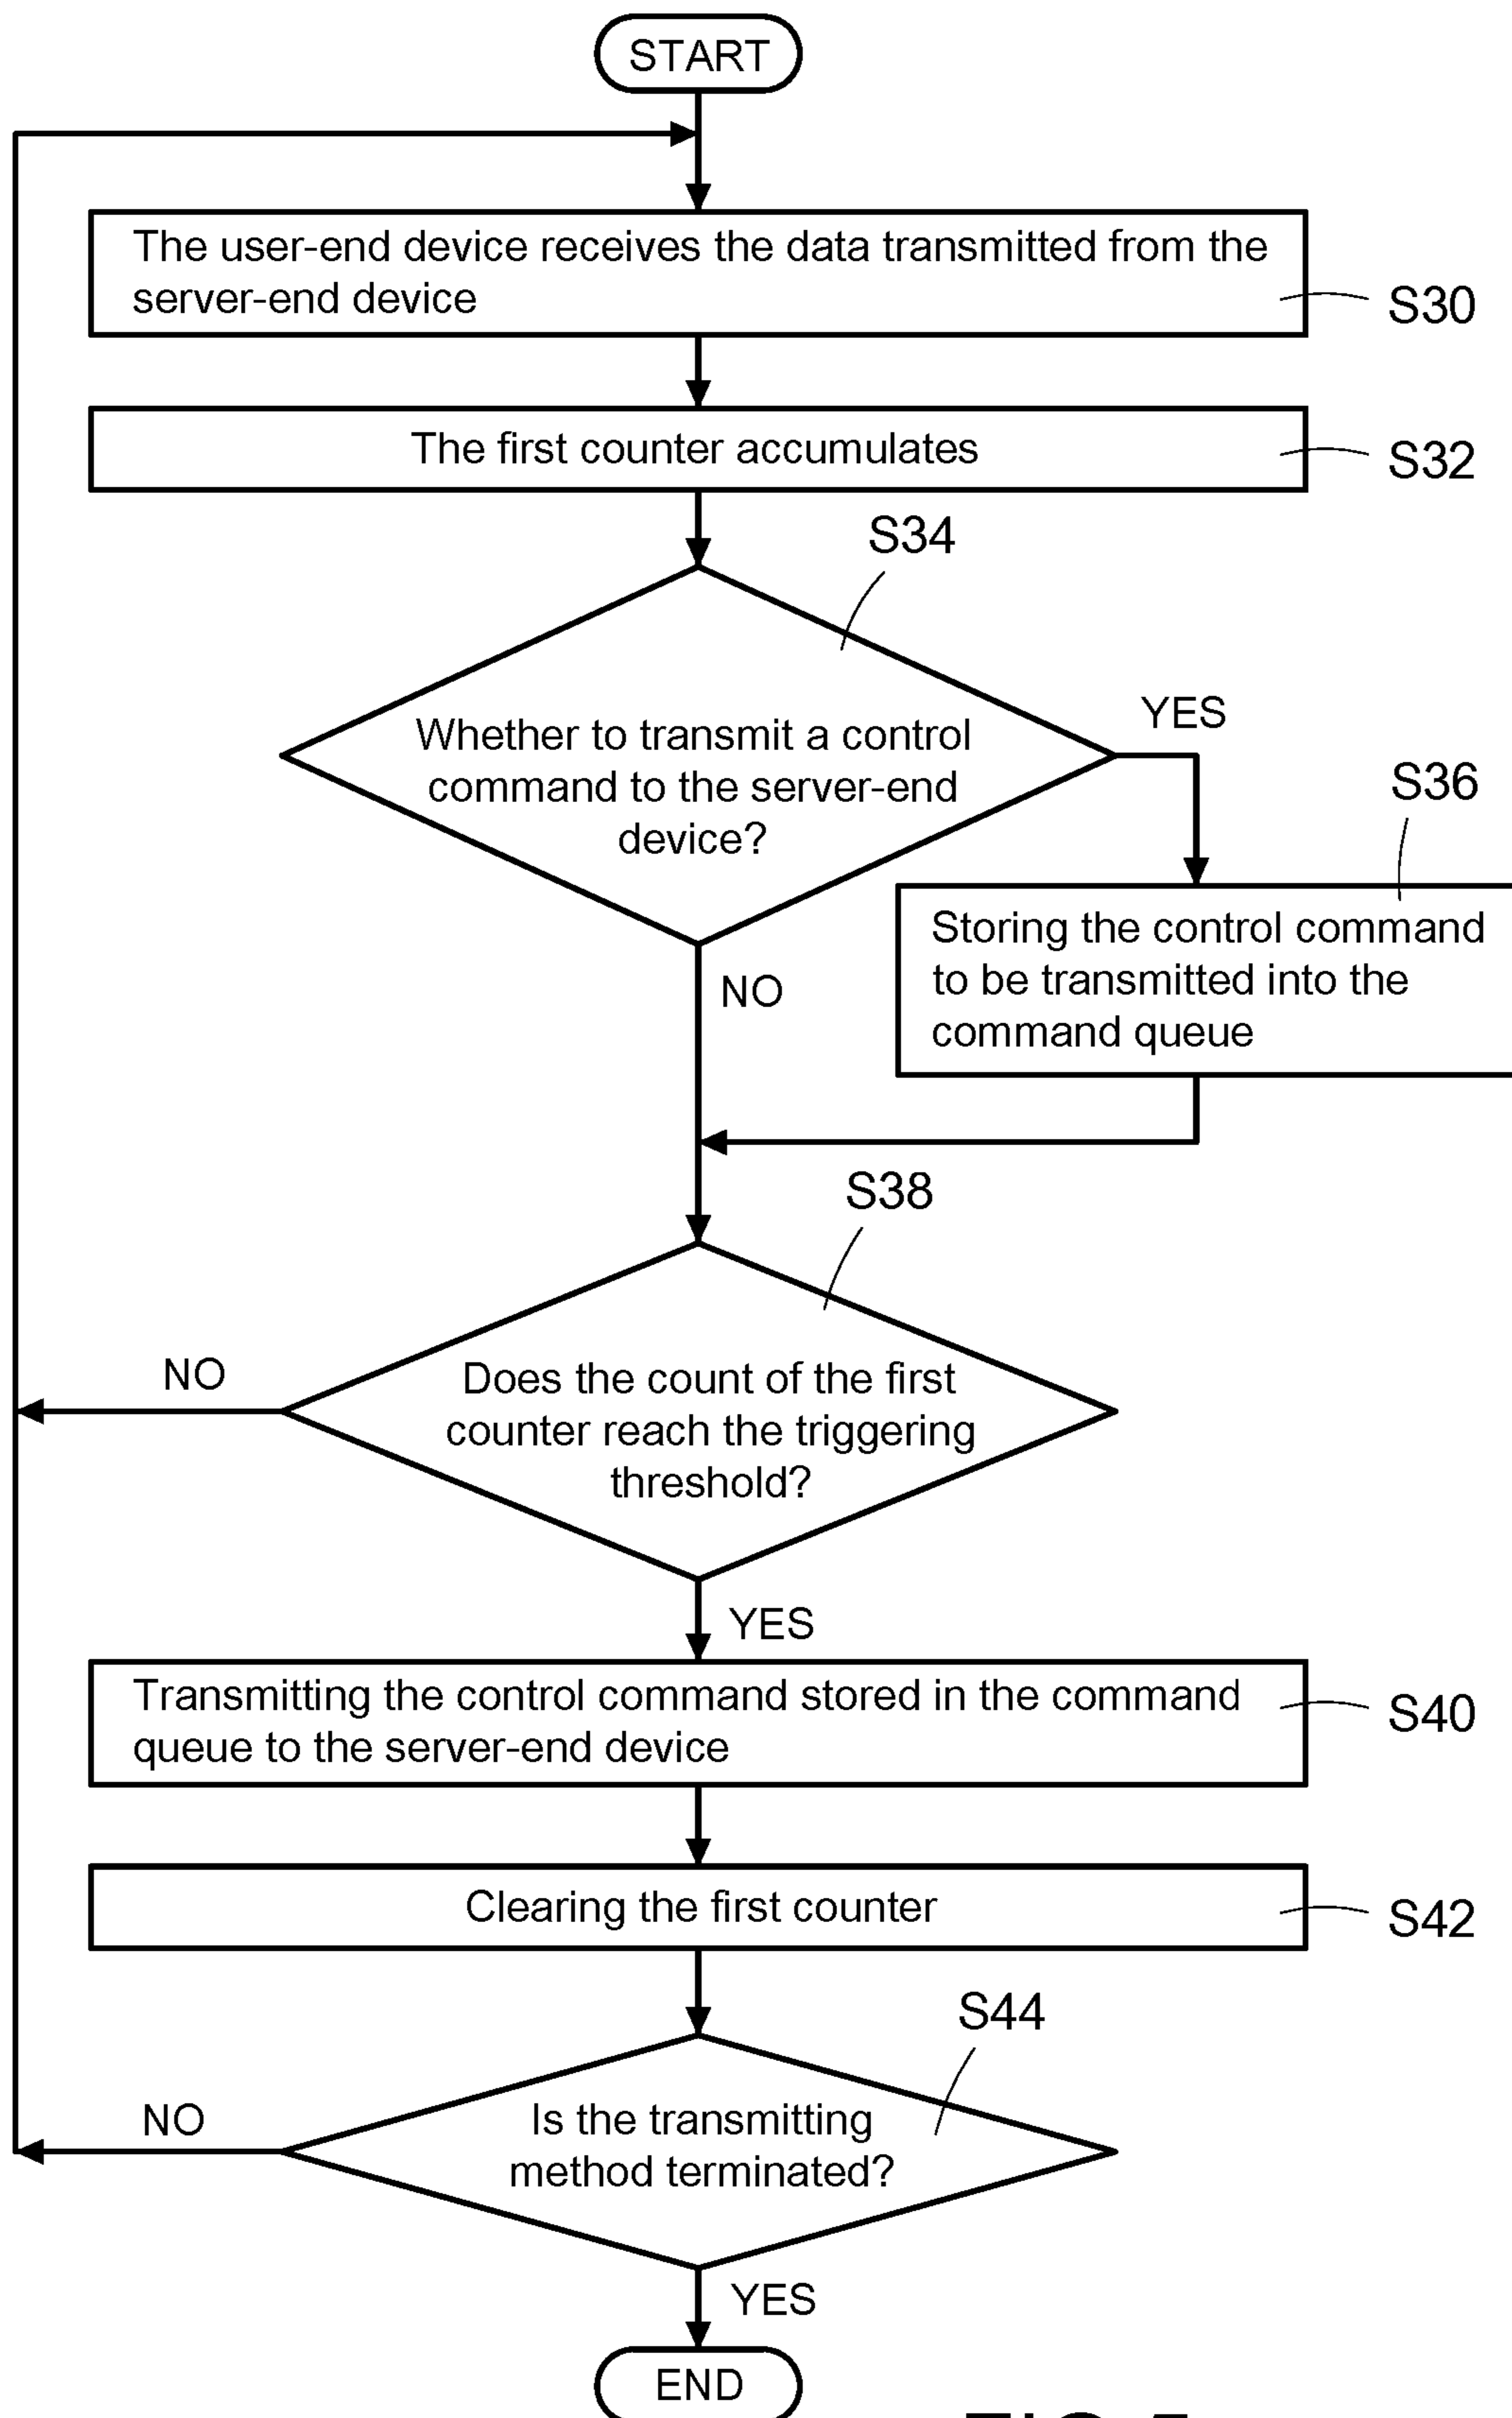 START
The user-end device receives the data transmitted from the
server-end device
S30
The first counter accumulates
S32
S34
Whether to transmit a control
command to the server-end
device?
YES
S36
Storing the control command
to be transmitted into the
command queue
NO
S38
Does the count of the first
counter reach the triggering
threshold?
NO
YES
Transmitting the control command stored in the command
queue to the server-end device
S40
Clearing the first counter
S42
S44
Is the transmitting
method terminated?
NO
YES
END